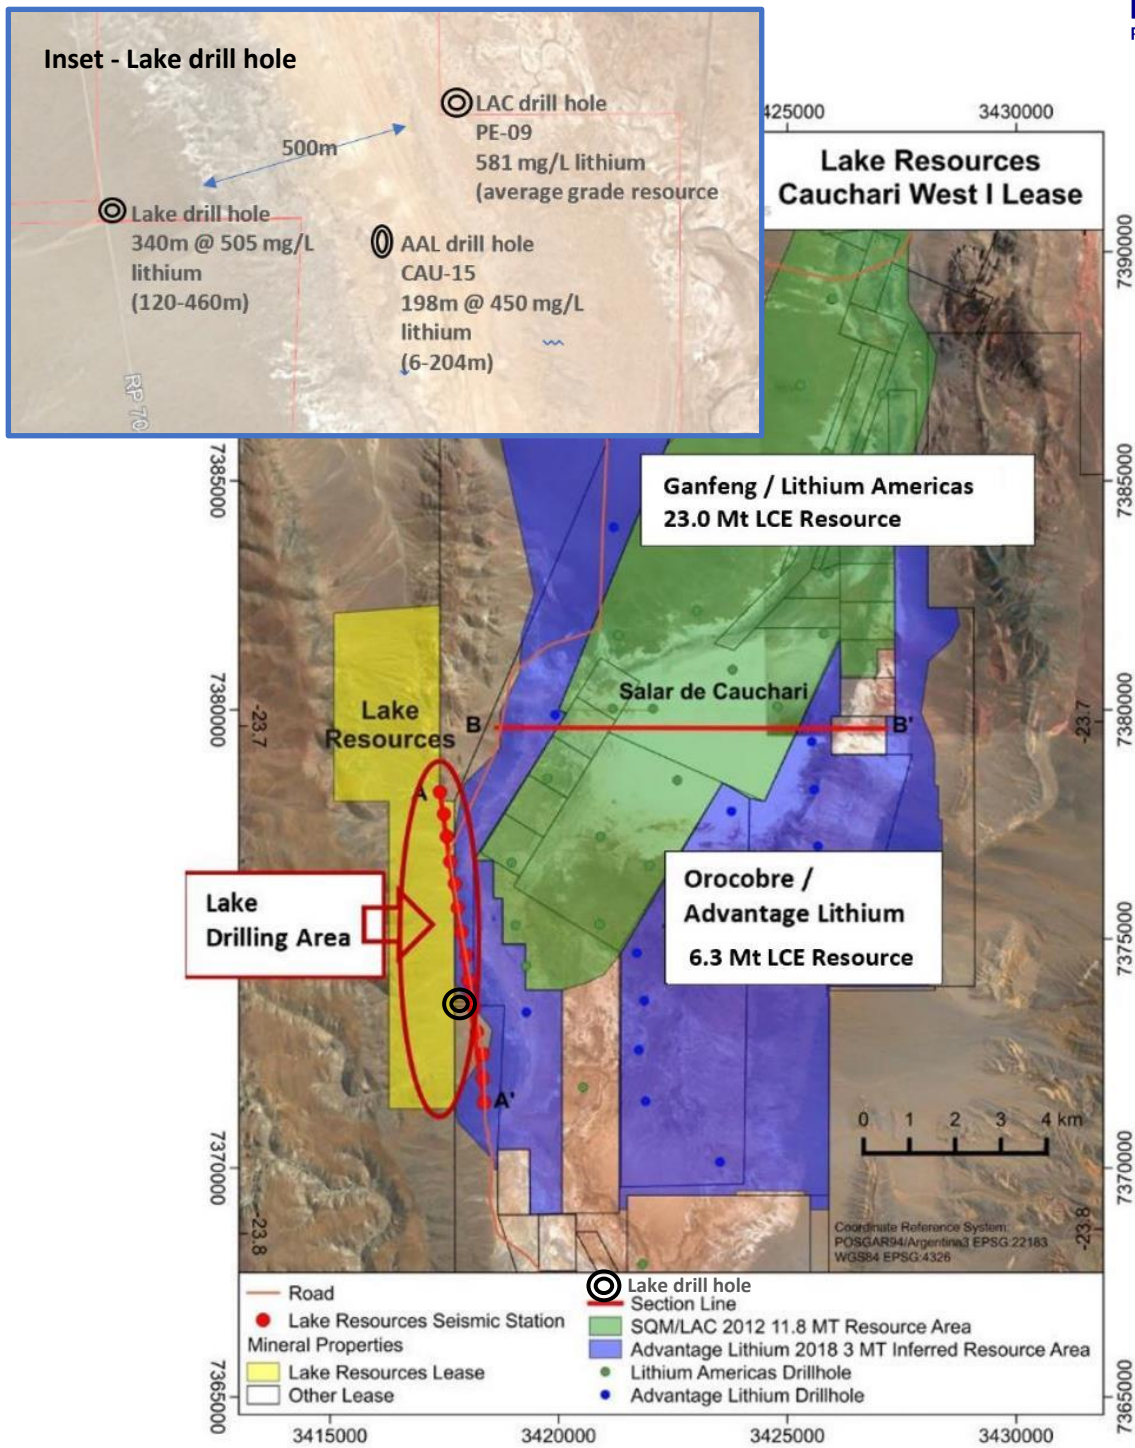 Inset - Lake drill hole
LAC drill hole
PE-09
581 mg/L lithium
(average grade resource
500m
Lake drill hole
340m @ 505 mg/L
lithium
(120-460m)
AAL drill hole
CAU-15
198m @ 450 mg/L
lithium
(6-204m)
RP 70
425000
3430000
Lake Resources
Cauchari West I Lease
7390000
7385000
7385000
Ganfeng / Lithium Americas
23.0 Mt LCE Resource
Salar de Cauchari
Lake
Resources
B
B'
7380000
-23.7
-23.7
7380000
A
Lake
Drilling Area
Orocobre /
Advantage Lithium
6.3 Mt LCE Resource
7375000
A'
0 1 2 3 4 km
7370000
7370000
-23.8
-23.8
Coordinate Reference System:
POSGAR94/Argentina3 EPSG:22183
WGS84 EPSG:4326
Lake drill hole
Road
Section Line
Lake Resources Seismic Station
SQM/LAC 2012 11.8 MT Resource Area
Mineral Properties
Advantage Lithium 2018 3 MT Inferred Resource Area
Lake Resources Lease
Lithium Americas Drillhole
Other Lease
Advantage Lithium Drillhole
7365000
7365000
3415000
3420000
3425000
3430000